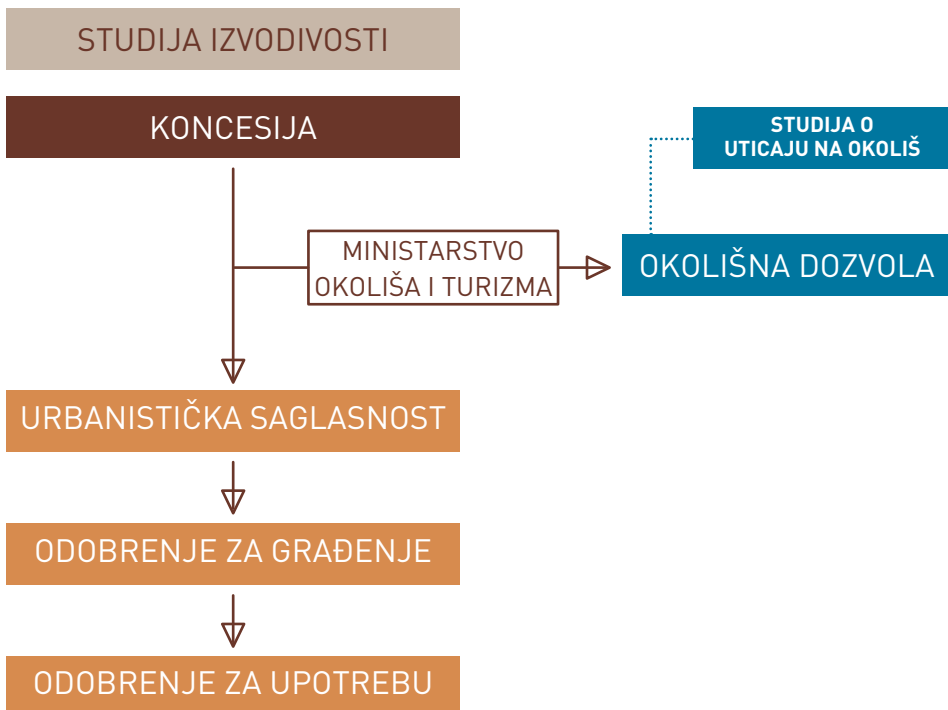 STUDIJA IZVODIVOSTI
KONCESIJA
STUDIJA O
UTICAJU NA OKOLIŠ
MINISTARSTVO
OKOLIŠA I TURIZMA
OKOLIŠNA DOZVOLA
URBANISTIČKA SAGLASNOST
ODOBRENJE ZA GRAĐENJE
ODOBRENJE ZA UPOTREBU